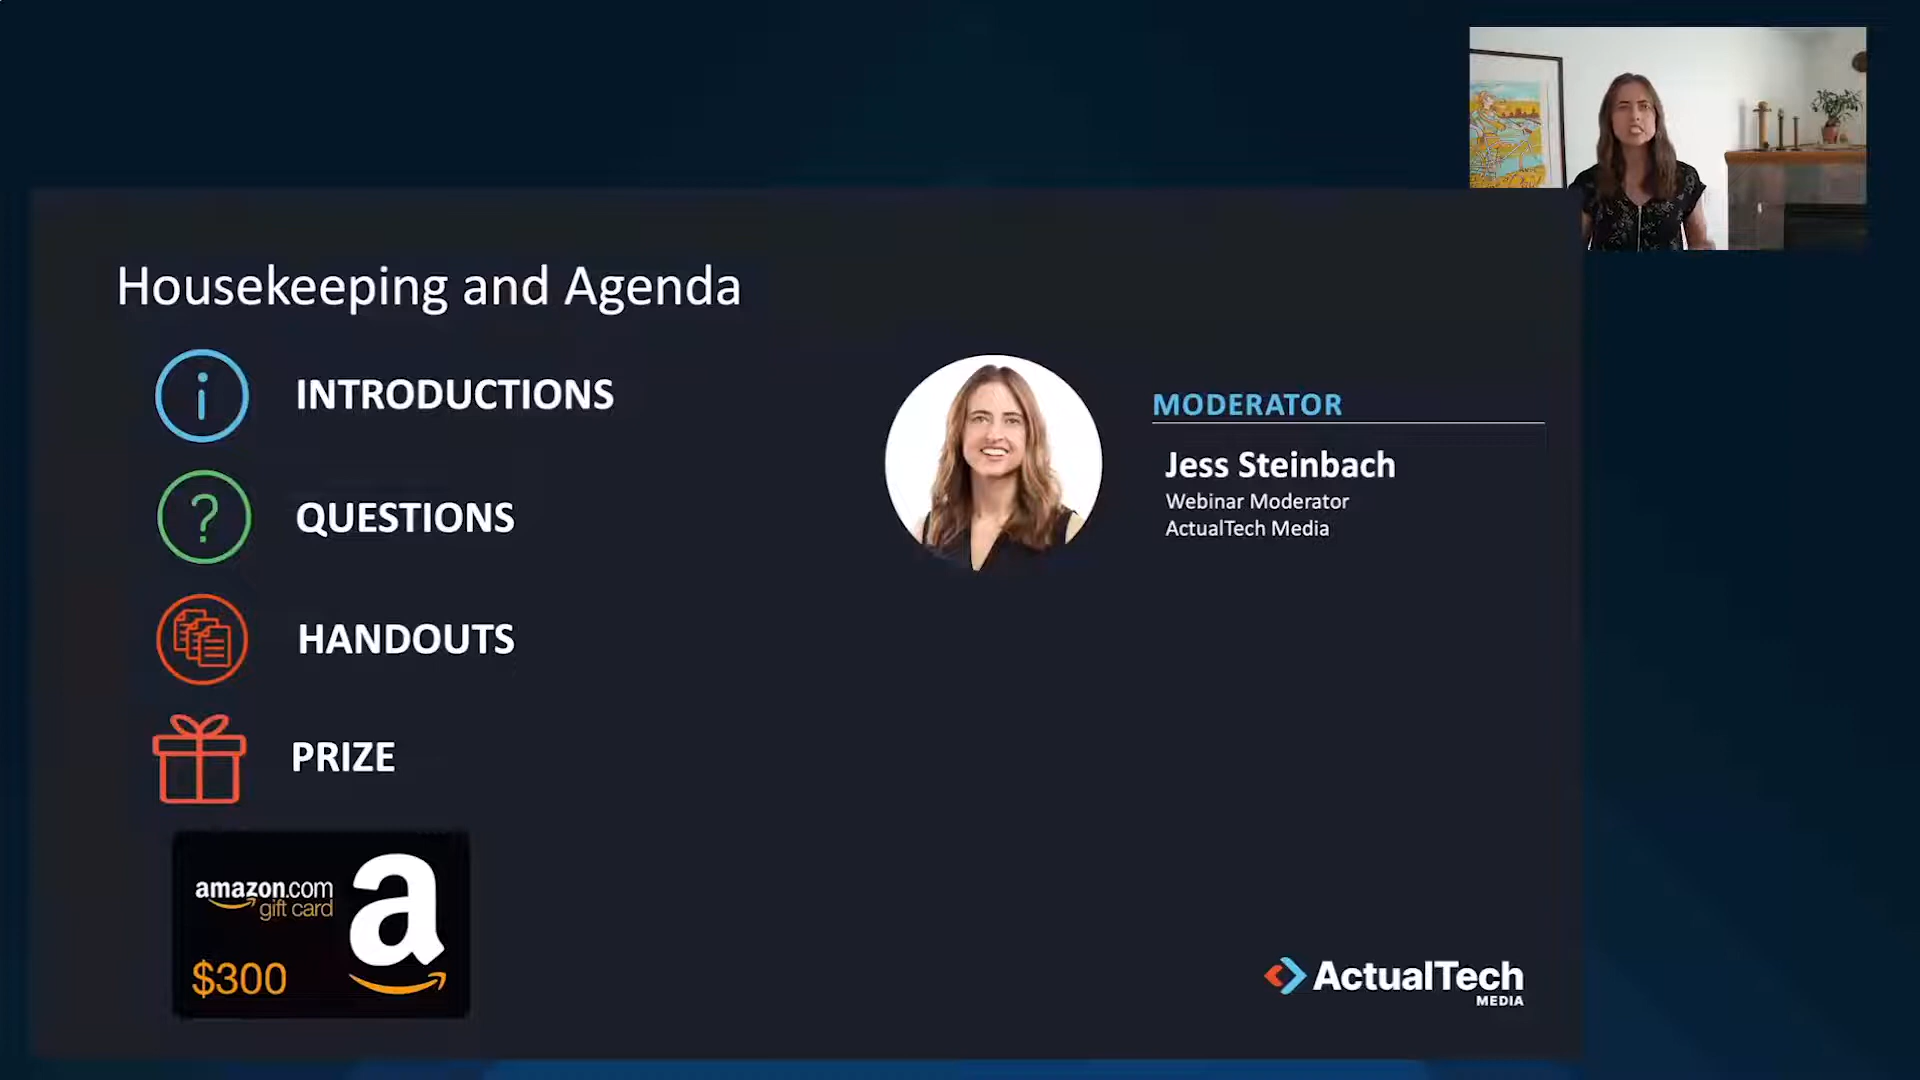 Housekeeping and Agenda
INTRODUCTIONS
QUESTIONS
HANDOUTS
PRIZE
amazon.com
gift card
a
$300
MODERATOR
Jess Steinbach
Webinar Moderator
ActualTech Media
ActualTech
MEDIA